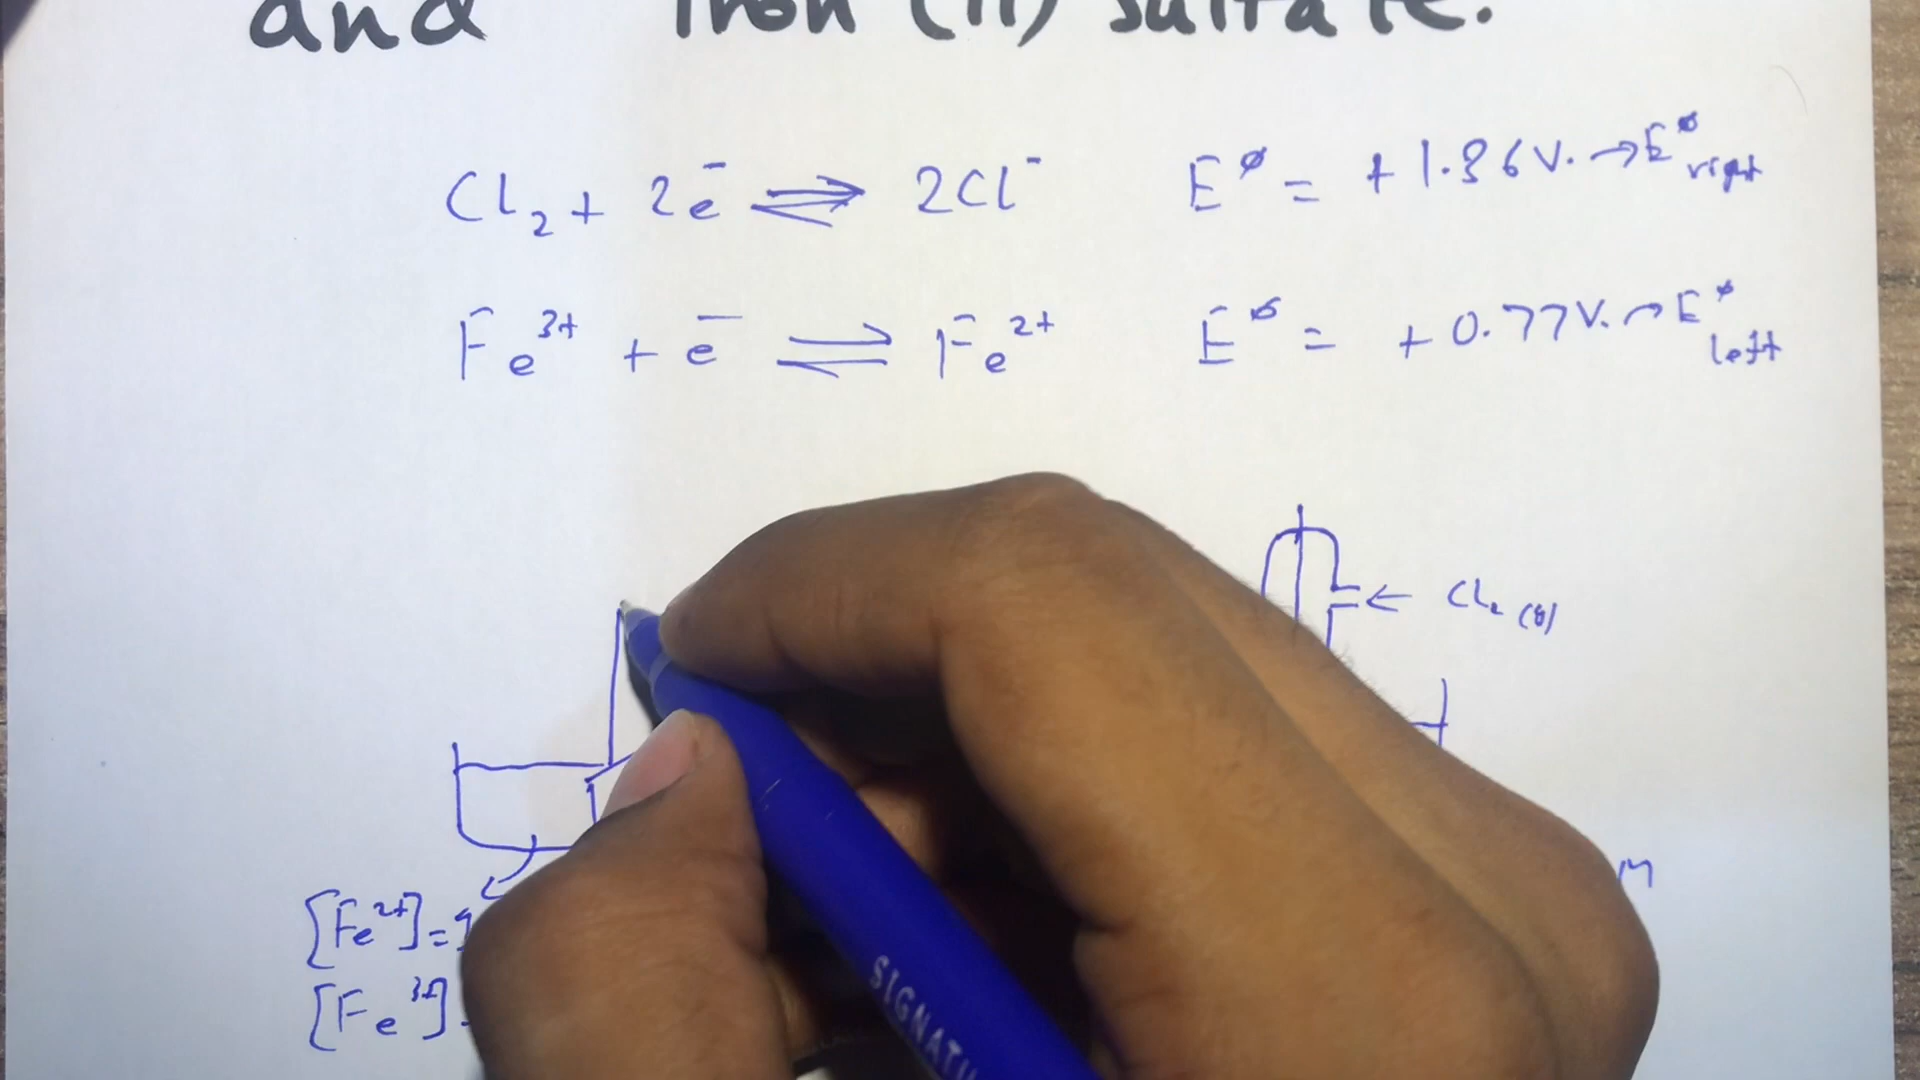 and Iron (II) sulfate.
Cl₂ + 2e⁻ ⇌ 2Cl⁻ E° = +1.36V. → E°right
Fe³⁺ + e⁻ ⇌ Fe²⁺ E° = +0.77V. → E°left
← Cl₂ (g)
M
[Fe²⁺] = 1
[Fe³⁺]
SIGNATU